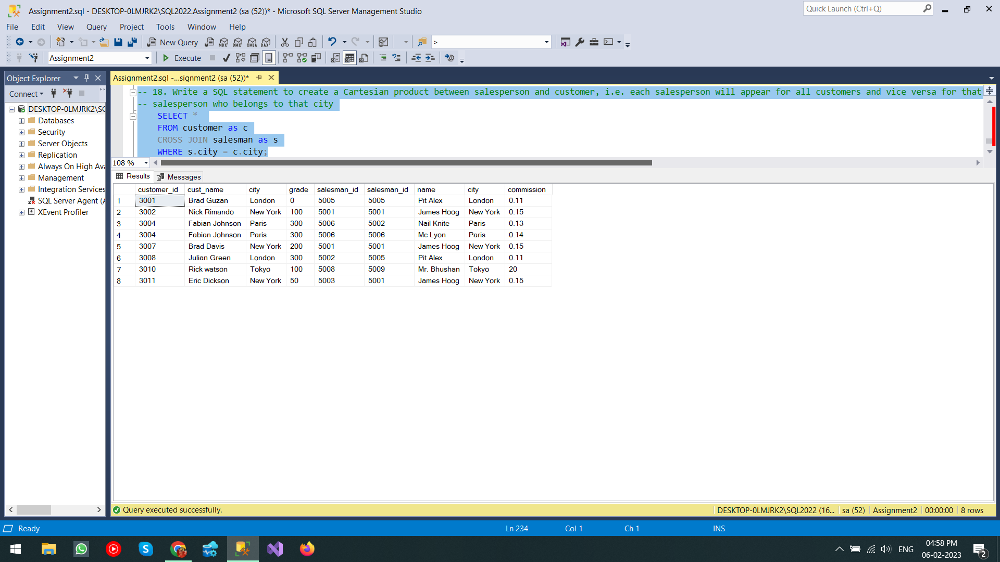 Assignment2.sql - DESKTOP-0LMJRK2\SQL2022.Assignment2 (sa (52))* - Microsoft SQL Server Management Studio
Quick Launch (Ctrl+Q)
File Edit View Query Project Tools Window Help
New Query MDX DMX XMLA DAX >
Assignment2 Execute
Object Explorer
Assignment2.sql -...signment2 (sa (52))*
Connect
DESKTOP-0LMJRK2\SC
Databases
Security
Server Objects
Replication
Always On High Ava
Management
Integration Services
SQL Server Agent (A
XEvent Profiler
-- 18. Write a SQL statement to create a Cartesian product between salesperson and customer, i.e. each salesperson will appear for all customers and vice versa for that
-- salesperson who belongs to that city
SELECT *
FROM customer as c
CROSS JOIN salesman as s
WHERE s.city = c.city;
108 %
Results Messages
customer_id cust_name city grade salesman_id salesman_id name city commission
1 3001 Brad Guzan London 0 5005 5005 Pit Alex London 0.11
2 3002 Nick Rimando New York 100 5001 5001 James Hoog New York 0.15
3 3004 Fabian Johnson Paris 300 5006 5002 Nail Knite Paris 0.13
4 3004 Fabian Johnson Paris 300 5006 5006 Mc Lyon Paris 0.14
5 3007 Brad Davis New York 200 5001 5001 James Hoog New York 0.15
6 3008 Julian Green London 300 5002 5005 Pit Alex London 0.11
7 3010 Rick watson Tokyo 100 5008 5009 Mr. Bhushan Tokyo 20
8 3011 Eric Dickson New York 50 5003 5001 James Hoog New York 0.15
Query executed successfully. DESKTOP-0LMJRK2\SQL2022 (16... sa (52) Assignment2 00:00:00 8 rows
Ready Ln 234 Col 1 Ch 1 INS
ENG 04:58 PM
06-02-2023 2